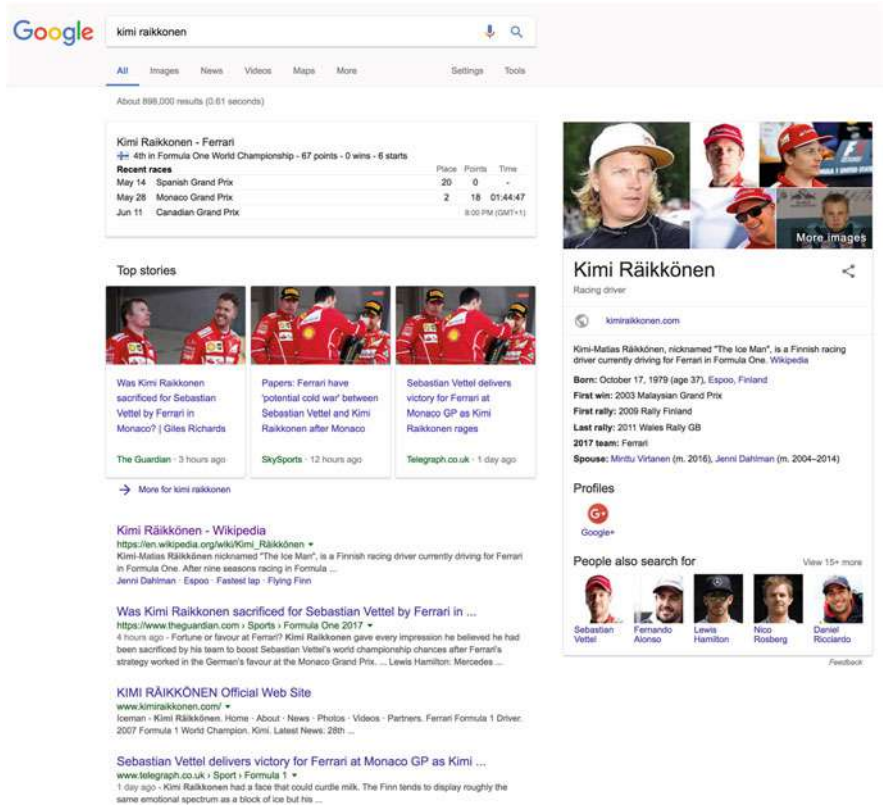 Google
kimi raikkonen
All Images News Videos Maps More Settings Tools
About 898,000 results (0.61 seconds)
Kimi Raikkonen - Ferrari
4th in Formula One World Championship - 67 points - 0 wins - 6 starts
Recent races Place Points Time
May 14 Spanish Grand Prix 20 0 -
May 28 Monaco Grand Prix 2 18 01:44:47
Jun 11 Canadian Grand Prix 8:00 PM (GMT+1)
Top stories
Was Kimi Raikkonen
sacrificed for Sebastian
Vettel by Ferrari in
Monaco? | Giles Richards
The Guardian · 3 hours ago
Papers: Ferrari have
'potential cold war' between
Sebastian Vettel and Kimi
Raikkonen after Monaco
SkySports · 12 hours ago
Sebastian Vettel delivers
victory for Ferrari at
Monaco GP as Kimi
Raikkonen rages
Telegraph.co.uk · 1 day ago
More for kimi raikkonen
Kimi Räikkönen - Wikipedia
https://en.wikipedia.org/wiki/Kimi_Räikkönen
Kimi-Matias Räikkönen nicknamed "The Ice Man", is a Finnish racing driver currently driving for Ferrari
in Formula One. After nine seasons racing in Formula ...
Jenni Dahlman · Espoo · Fastest lap · Flying Finn
Was Kimi Raikkonen sacrificed for Sebastian Vettel by Ferrari in ...
https://www.theguardian.com › Sports › Formula One 2017
4 hours ago - Fortune or favour at Ferrari? Kimi Raikkonen gave every impression he believed he had
been sacrificed by his team to boost Sebastian Vettel's world championship chances after Ferrari's
strategy worked in the German's favour at the Monaco Grand Prix. ... Lewis Hamilton: Mercedes ...
KIMI RÄIKKÖNEN Official Web Site
www.kimiraikkonen.com/
Iceman - Kimi Räikkönen. Home · About · News · Photos · Videos · Partners. Ferrari Formula 1 Driver.
2007 Formula 1 World Champion. Kimi. Latest News: 28th ...
Sebastian Vettel delivers victory for Ferrari at Monaco GP as Kimi ...
www.telegraph.co.uk › Sport › Formula 1
1 day ago - Kimi Raikkonen had a face that could curdle milk. The Finn tends to display roughly the
same emotional spectrum as a block of ice but his ...
More images
Kimi Räikkönen
Racing driver
kimiraikkonen.com
Kimi-Matias Räikkönen, nicknamed "The Ice Man", is a Finnish racing
driver currently driving for Ferrari in Formula One. Wikipedia
Born: October 17, 1979 (age 37), Espoo, Finland
First win: 2003 Malaysian Grand Prix
First rally: 2009 Rally Finland
Last rally: 2011 Wales Rally GB
2017 team: Ferrari
Spouse: Minttu Virtanen (m. 2016), Jenni Dahlman (m. 2004–2014)
Profiles
G+
Google+
People also search for View 15+ more
Sebastian
Vettel
Fernando
Alonso
Lewis
Hamilton
Nico
Rosberg
Daniel
Ricciardo
Feedback